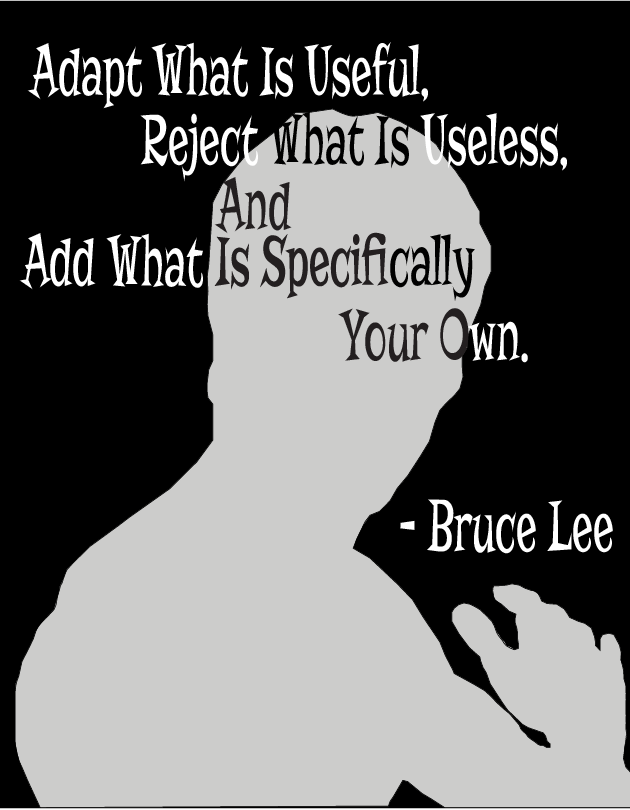 Adapt What Is Useful,
Reject What Is Useless,
And
Add What Is Specifically
Your Own.
- Bruce Lee